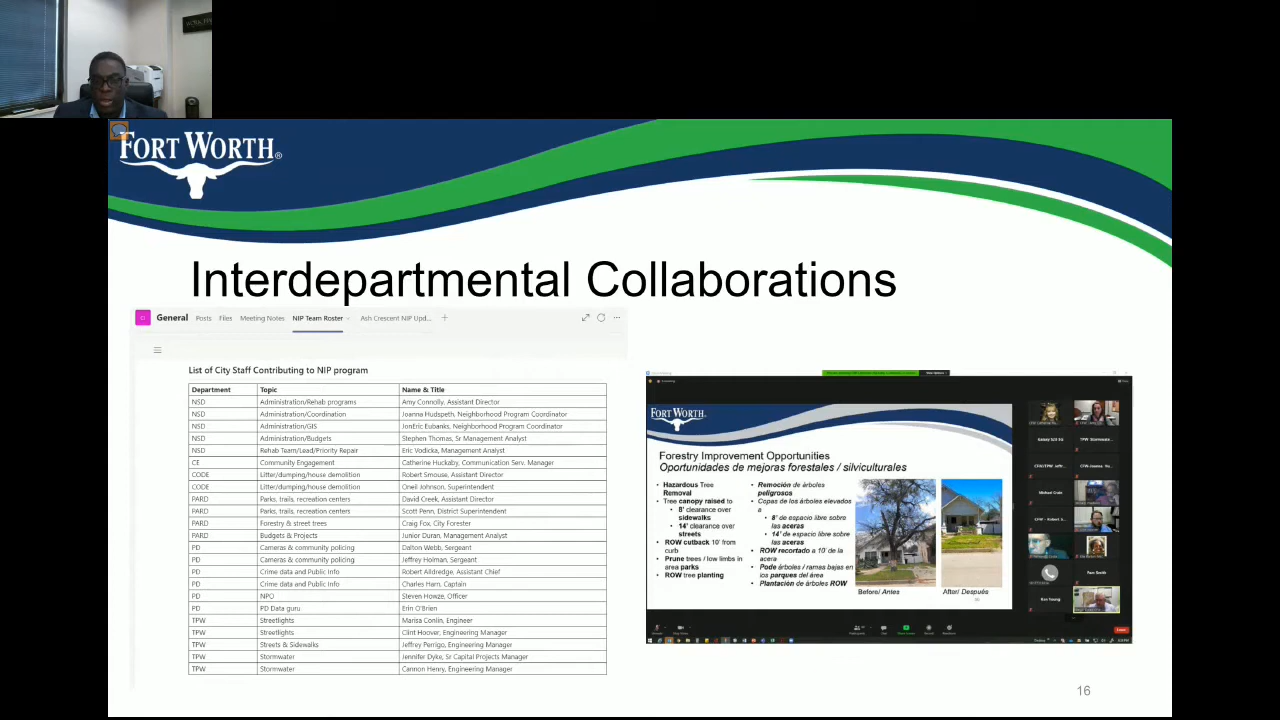 FORT WORTH®
Interdepartmental Collaborations
General Posts Files Meeting Notes NIP Team Roster Ash Crescent NIP Upd...
List of City Staff Contributing to NIP program
Department Topic Name & Title
NSD Administration/Rehab programs Amy Connolly, Assistant Director
NSD Administration/Coordination Joanna Hudspeth, Neighborhood Program Coordinator
NSD Administration/GIS JonEric Eubanks, Neighborhood Program Coordinator
NSD Administration/Budgets Stephen Thomas, Sr Management Analyst
NSD Rehab Team/Lead/Priority Repair Eric Vodicka, Management Analyst
CE Community Engagement Catherine Huckaby, Communication Serv. Manager
CODE Litter/dumping/house demolition Robert Smouse, Assistant Director
CODE Litter/dumping/house demolition Oneil Johnson, Superintendent
PARD Parks, trails, recreation centers David Creek, Assistant Director
PARD Parks, trails, recreation centers Scott Penn, District Superintendent
PARD Forestry & street trees Craig Fox, City Forester
PARD Budgets & Projects Junior Duran, Management Analyst
PD Cameras & community policing Dalton Webb, Sergeant
PD Cameras & community policing Jeffrey Holman, Sergeant
PD Crime data and Public Info Robert Alldredge, Assistant Chief
PD Crime data and Public Info Charles Ham, Captain
PD NPO Steven Howze, Officer
PD PD Data guru Erin O'Brien
TPW Streetlights Marisa Conlin, Engineer
TPW Streetlights Clint Hoover, Engineering Manager
TPW Streets & Sidewalks Jeffrey Perrigo, Engineering Manager
TPW Stormwater Jennifer Dyke, Sr Capital Projects Manager
TPW Stormwater Cannon Henry, Engineering Manager
FORT WORTH
Forestry Improvement Opportunities
Oportunidades de mejoras forestales / silviculturales
• Hazardous Tree
Removal
• Tree canopy raised to
• 8' clearance over
sidewalks
• 14' clearance over
streets
• ROW cutback 10' from
curb
• Prune trees / low limbs in
area parks
• ROW tree planting
• Remoción de árboles
peligrosos
• Copas de los árboles elevados
a
• 8' de espacio libre sobre
las aceras
• 14' de espacio libre sobre
las aceras
• ROW recortado a 10' de la
acera
• Pode árboles / ramas bajas en
los parques del área
• Plantación de árboles ROW
Before/ Antes
After/ Después
Michael Crain
Pam Smith
Ken Young
16